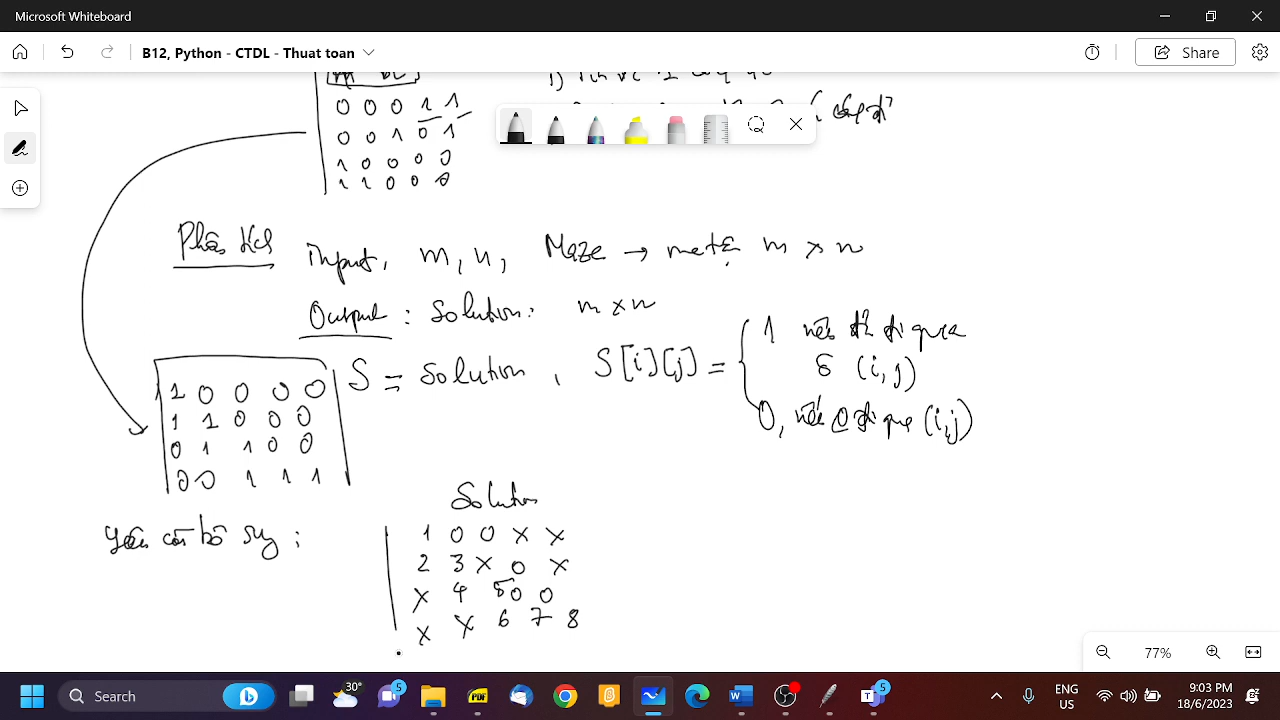 Microsoft Whiteboard
B12, Python - CTDL - Thuat toan
Share
0 0 0 1 1
0 0 1 0 1
1 0 0 0 0
1 1 0 0 0
Phân tích
input, m, n, Maze → m x n
Output: Solution: m x n
S = Solution, S[i][j] =
1 nếu đi qua
ô (i, j)
0, nếu 0 đi qua (i,j)
1 0 0 0 0
1 1 0 0 0
0 1 1 0 0
0 0 1 1 1
Yêu cầu bổ sung:
Solution
1 0 0 x x
2 3 x 0 x
x 4 5 0 0
x x 6 7 8
77%
Search
30°
5
5
ENG
US
9:03 PM
18/6/2023